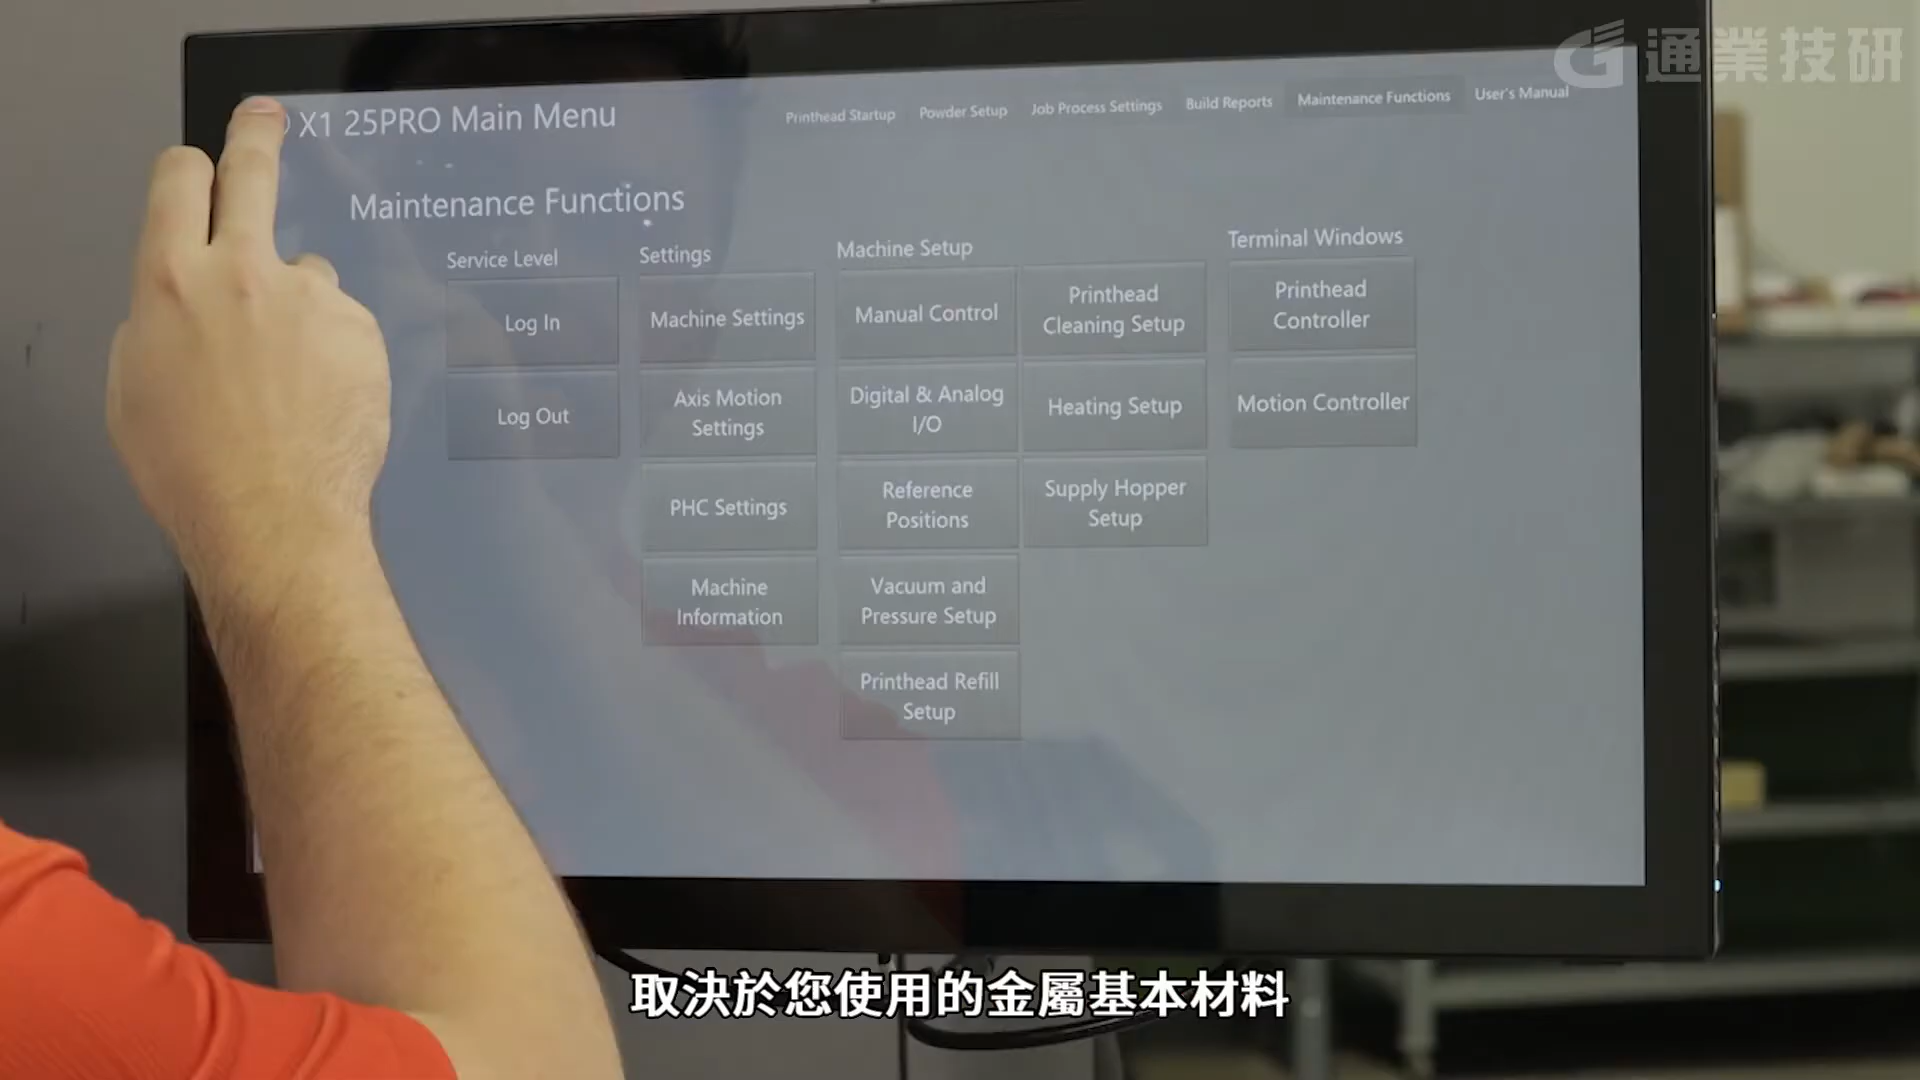 通業技研
X1 25PRO Main Menu
Printhead Startup
Powder Setup
Job Process Settings
Build Reports
Maintenance Functions
User's Manual
Maintenance Functions
Service Level
Log In
Log Out
Settings
Machine Settings
Axis Motion
Settings
PHC Settings
Machine
Information
Machine Setup
Manual Control
Digital & Analog
I/O
Reference
Positions
Vacuum and
Pressure Setup
Printhead Refill
Setup
Printhead
Cleaning Setup
Heating Setup
Supply Hopper
Setup
Terminal Windows
Printhead
Controller
Motion Controller
取決於您使用的金屬基本材料